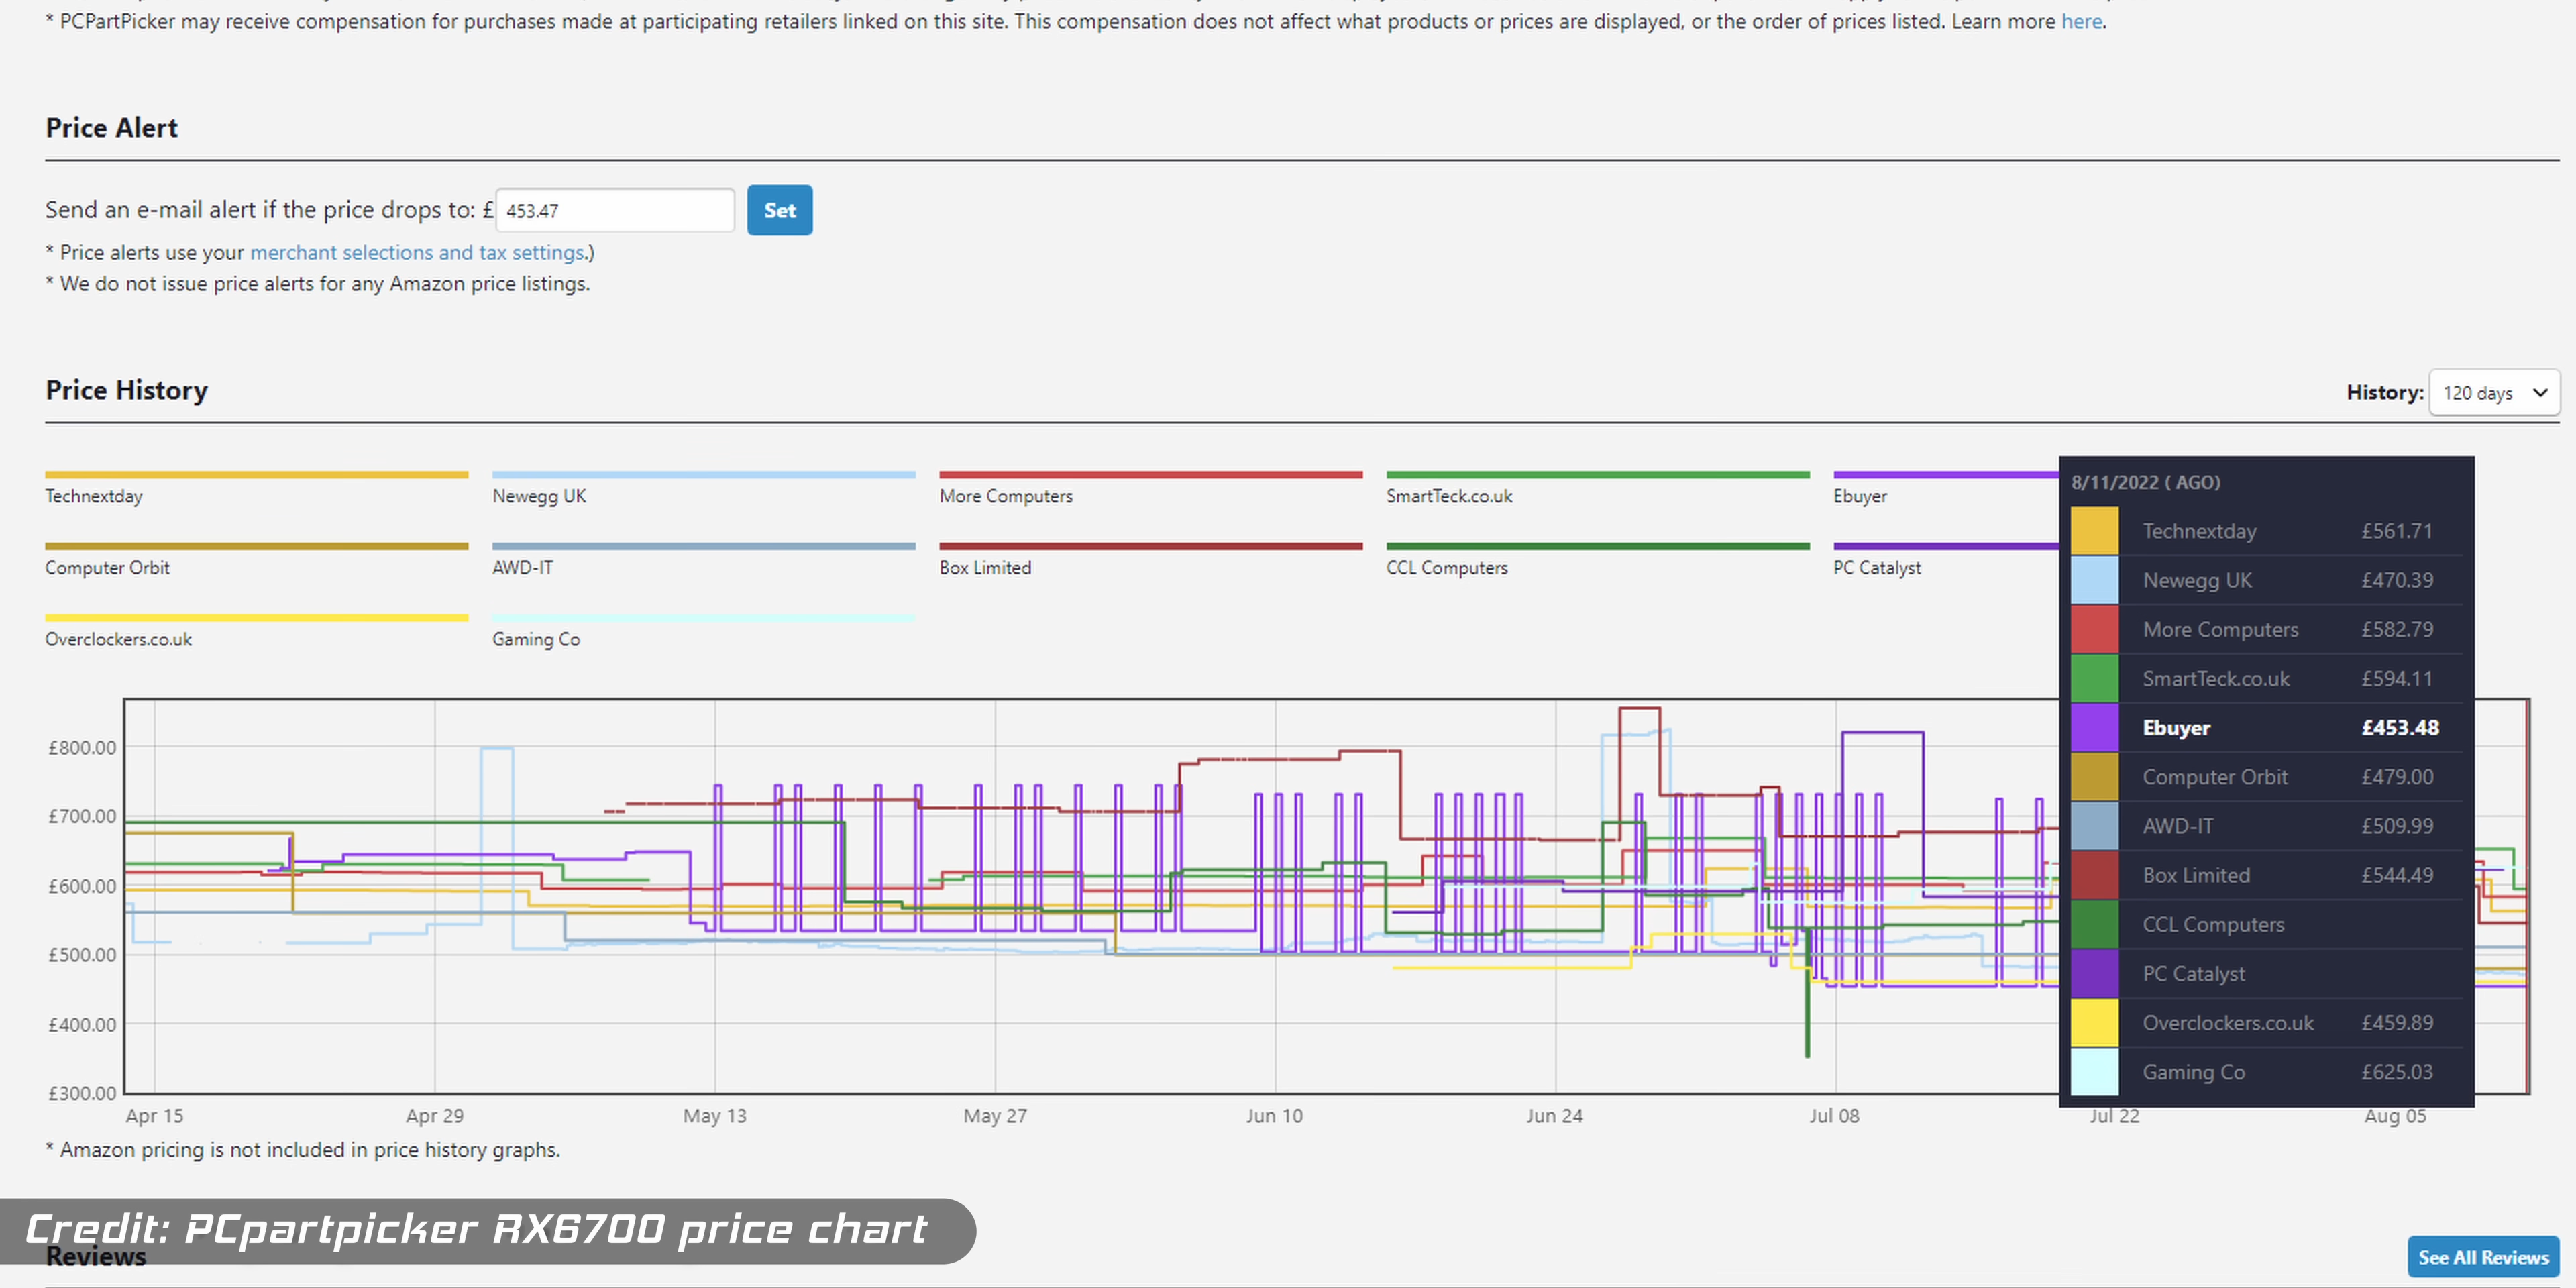 * PCPartPicker may receive compensation for purchases made at participating retailers linked on this site. This compensation does not affect what products or prices are displayed, or the order of prices listed. Learn more here.
Price Alert
Send an e-mail alert if the price drops to: £ 453.47 Set
* Price alerts use your merchant selections and tax settings.)
* We do not issue price alerts for any Amazon price listings.
Price History
History: 120 days
Technextday
Newegg UK
More Computers
SmartTeck.co.uk
Ebuyer
Computer Orbit
AWD-IT
Box Limited
CCL Computers
PC Catalyst
Overclockers.co.uk
Gaming Co
8/11/2022 ( AGO)
Technextday £561.71
Newegg UK £470.39
More Computers £582.79
SmartTeck.co.uk £594.11
Ebuyer £453.48
Computer Orbit £479.00
AWD-IT £509.99
Box Limited £544.49
CCL Computers
PC Catalyst
Overclockers.co.uk £459.89
Gaming Co £625.03
£800.00
£700.00
£600.00
£500.00
£400.00
£300.00
Apr 15 Apr 29 May 13 May 27 Jun 10 Jun 24 Jul 08 Jul 22 Aug 05
* Amazon pricing is not included in price history graphs.
Credit: PCpartpicker RX6700 price chart
Reviews
See All Reviews